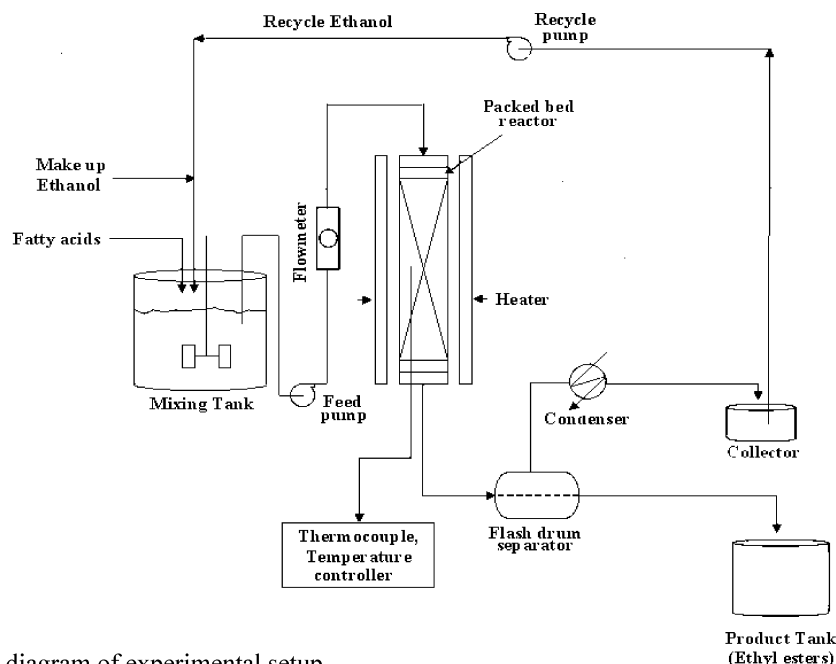 Recycle Ethanol
Recycle
pump
Packed bed
reactor
Make up
Ethanol
Fatty acids
Flowmeter
Heater
Mixing Tank
Feed
pump
Condenser
Collector
Thermocouple,
Temperature
controller
Flash drum
separator
Product Tank
(Ethyl esters)
diagram of experimental setup